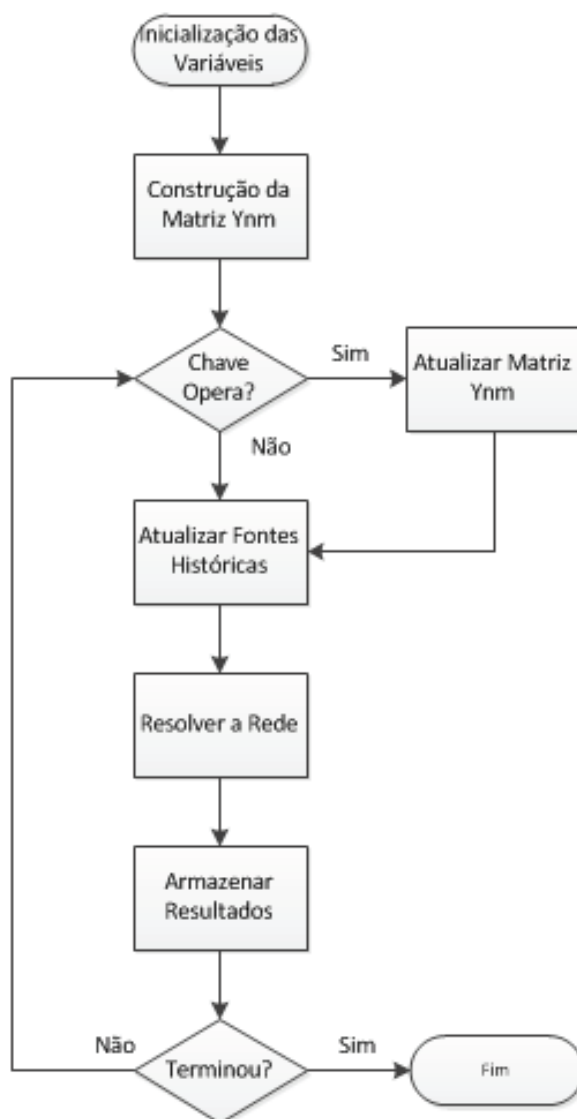 Inicialização das
Variáveis
Construção da
Matriz Ynm
Chave
Opera?
Sim
Atualizar Matriz
Ynm
Não
Atualizar Fontes
Históricas
Resolver a Rede
Armazenar
Resultados
Não
Terminou?
Sim
Fim